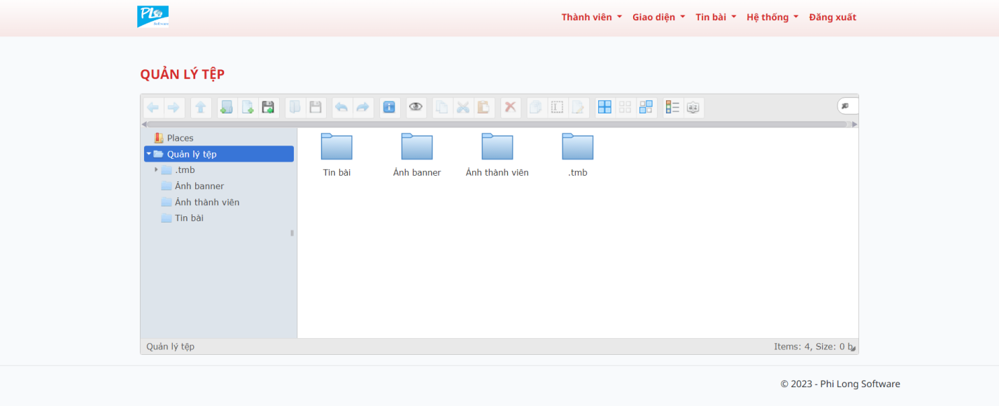 PLO
Software
Thành viên Giao diện Tin bài Hệ thống Đăng xuất
QUẢN LÝ TỆP
Places
Quản lý tệp
.tmb
Ảnh banner
Ảnh thành viên
Tin bài
Tin bài Ảnh banner Ảnh thành viên .tmb
Quản lý tệp Items: 4, Size: 0 b
© 2023 - Phi Long Software